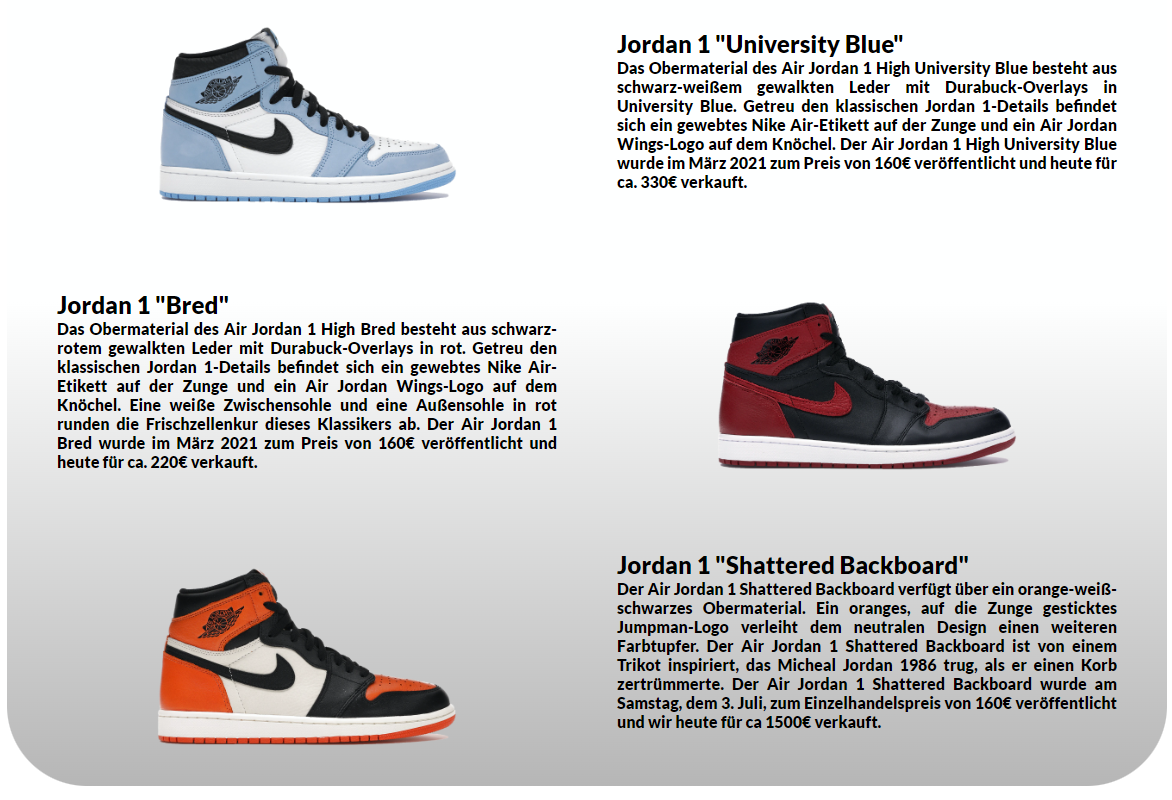 Jordan 1 "University Blue"
Das Obermaterial des Air Jordan 1 High University Blue besteht aus
schwarz-weißem gewalkten Leder mit Durabuck-Overlays in
University Blue. Getreu den klassischen Jordan 1-Details befindet
sich ein gewebtes Nike Air-Etikett auf der Zunge und ein Air Jordan
Wings-Logo auf dem Knöchel. Der Air Jordan 1 High University Blue
wurde im März 2021 zum Preis von 160€ veröffentlicht und heute für
ca. 330€ verkauft.
Jordan 1 "Bred"
Das Obermaterial des Air Jordan 1 High Bred besteht aus schwarz-
rotem gewalkten Leder mit Durabuck-Overlays in rot. Getreu den
klassischen Jordan 1-Details befindet sich ein gewebtes Nike Air-
Etikett auf der Zunge und ein Air Jordan Wings-Logo auf dem
Knöchel. Eine weiße Zwischensohle und eine Außensohle in rot
runden die Frischzellenkur dieses Klassikers ab. Der Air Jordan 1
Bred wurde im März 2021 zum Preis von 160€ veröffentlicht und
heute für ca. 220€ verkauft.
Jordan 1 "Shattered Backboard"
Der Air Jordan 1 Shattered Backboard verfügt über ein orange-weiß-
schwarzes Obermaterial. Ein oranges, auf die Zunge gesticktes
Jumpman-Logo verleiht dem neutralen Design einen weiteren
Farbtupfer. Der Air Jordan 1 Shattered Backboard ist von einem
Trikot inspiriert, das Micheal Jordan 1986 trug, als er einen Korb
zertrümmerte. Der Air Jordan 1 Shattered Backboard wurde am
Samstag, dem 3. Juli, zum Einzelhandelspreis von 160€ veröffentlicht
und wir heute für ca 1500€ verkauft.